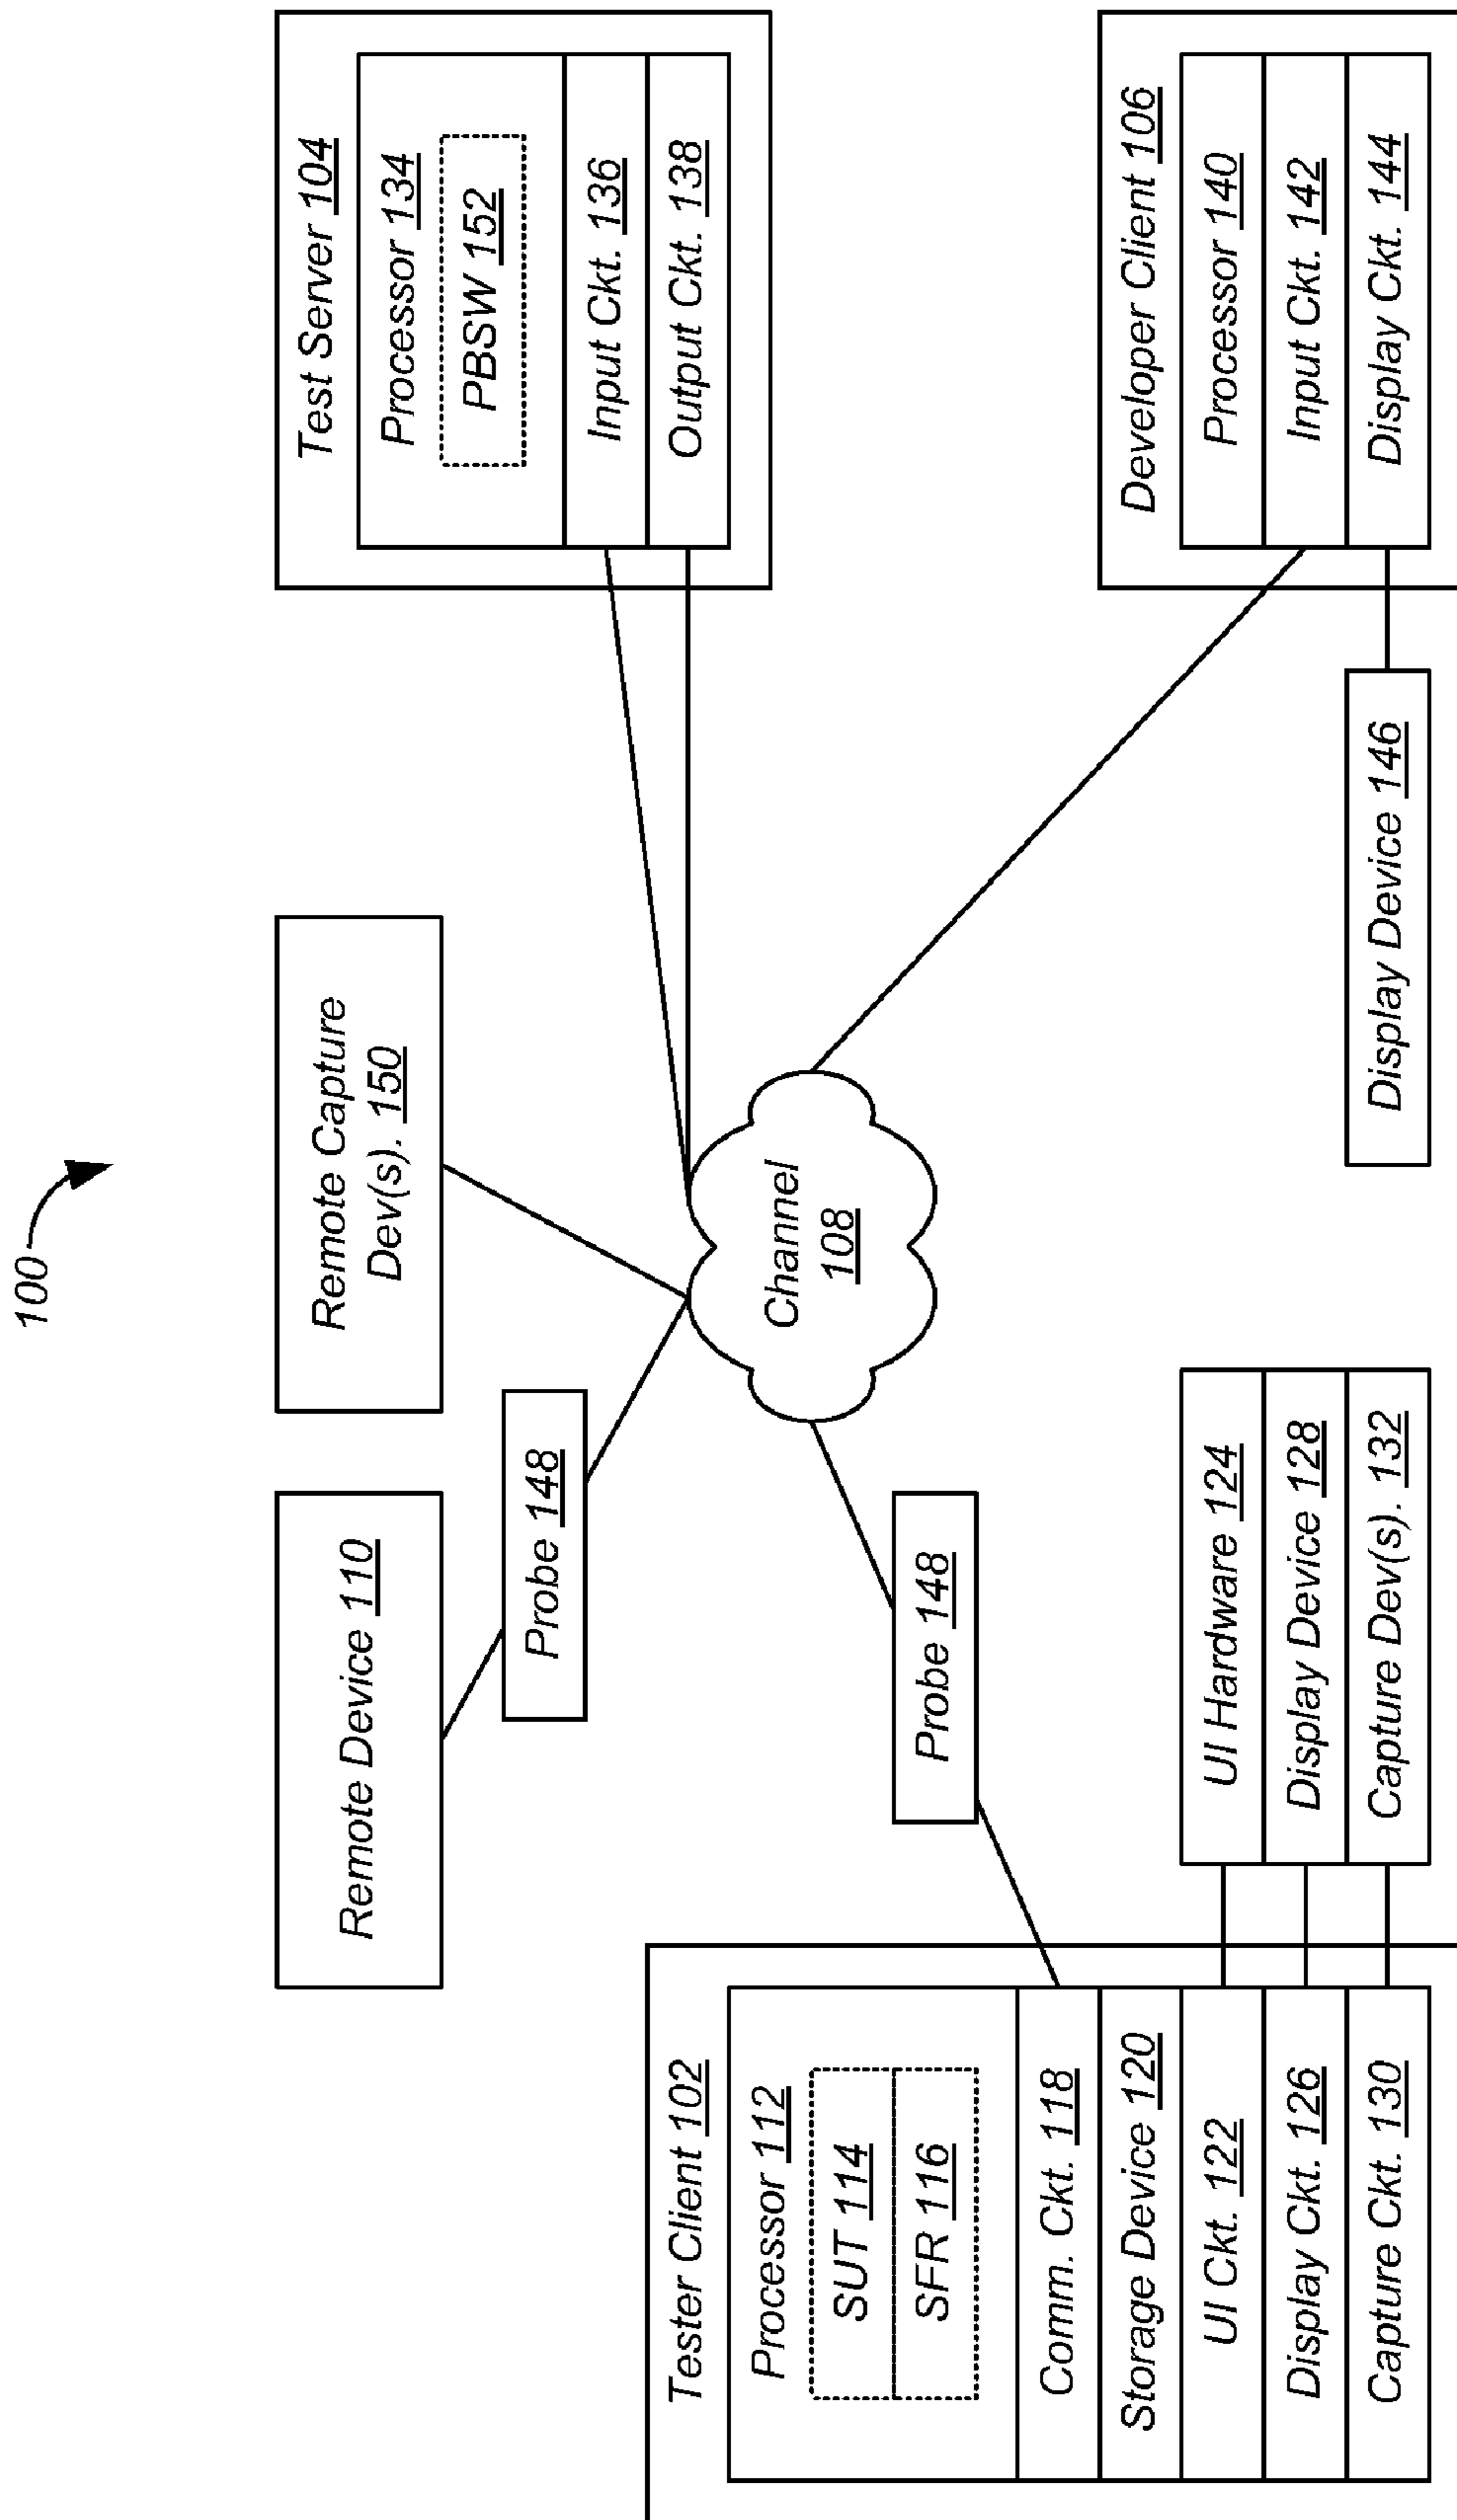 100
Remote Device 110
Remote Capture
Dev(s). 150
Test Server 104
Processor 134
PBSW 152
Input Ckt. 136
Output Ckt. 138
Probe 148
Channel
108
Probe 148
Tester Client 102
Processor 112
SUT 114
SFR 116
Comm. Ckt. 118
Storage Device 120
UI Ckt. 122
Display Ckt. 126
Capture Ckt. 130
UI Hardware 124
Display Device 128
Capture Dev(s). 132
Display Device 146
Developer Client 106
Processor 140
Input Ckt. 142
Display Ckt. 144